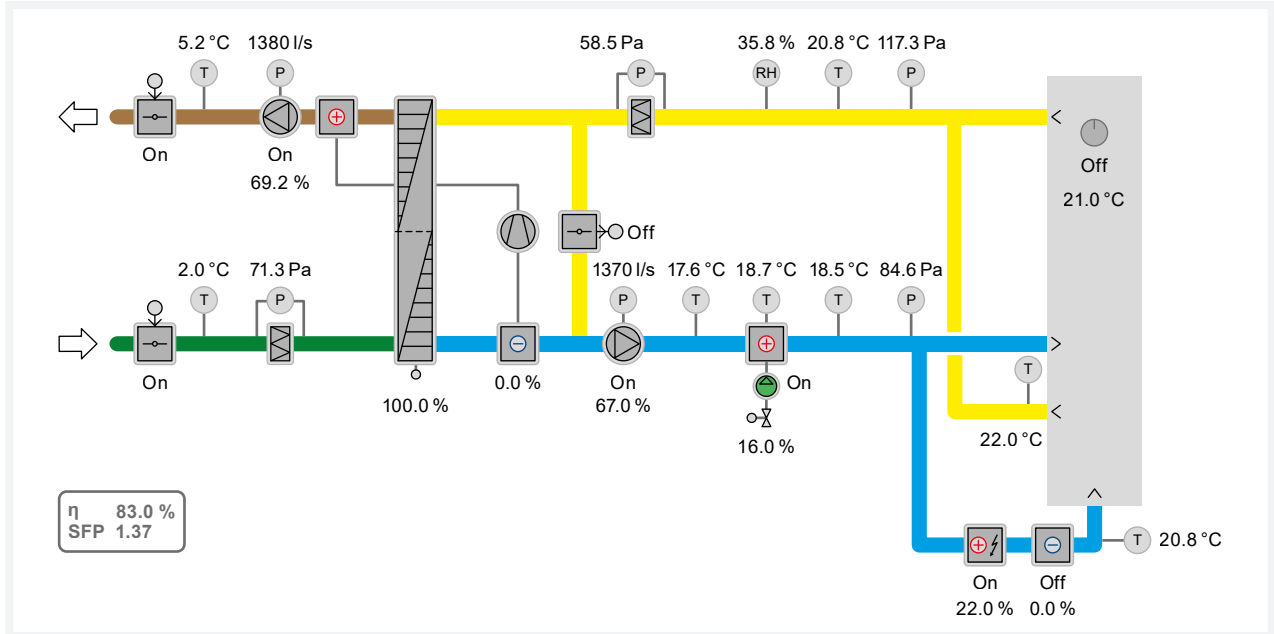 5.2 °C 1380 l/s 58.5 Pa 35.8 % 20.8 °C 117.3 Pa
T P P RH T P
On On Off
69.2 % 21.0 °C
Off
2.0 °C 71.3 Pa 1370 l/s 17.6 °C 18.7 °C 18.5 °C 84.6 Pa
T P P T T T P
T
On 0.0 % On On
100.0 % 67.0 %
16.0 % 22.0 °C
η 83.0 %
SFP 1.37
T 20.8 °C
On Off
22.0 % 0.0 %